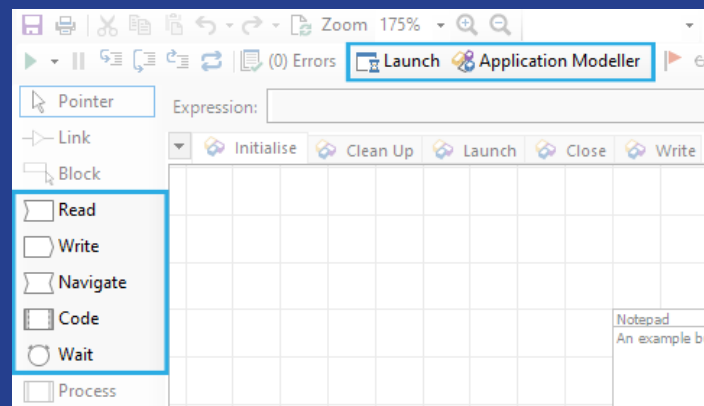 Zoom 175%
(0) Errors Launch Application Modeller
Pointer
Expression:
Link
Initialise Clean Up Launch Close Write
Block
Read
Write
Navigate
Code
Notepad
An example b
Wait
Process